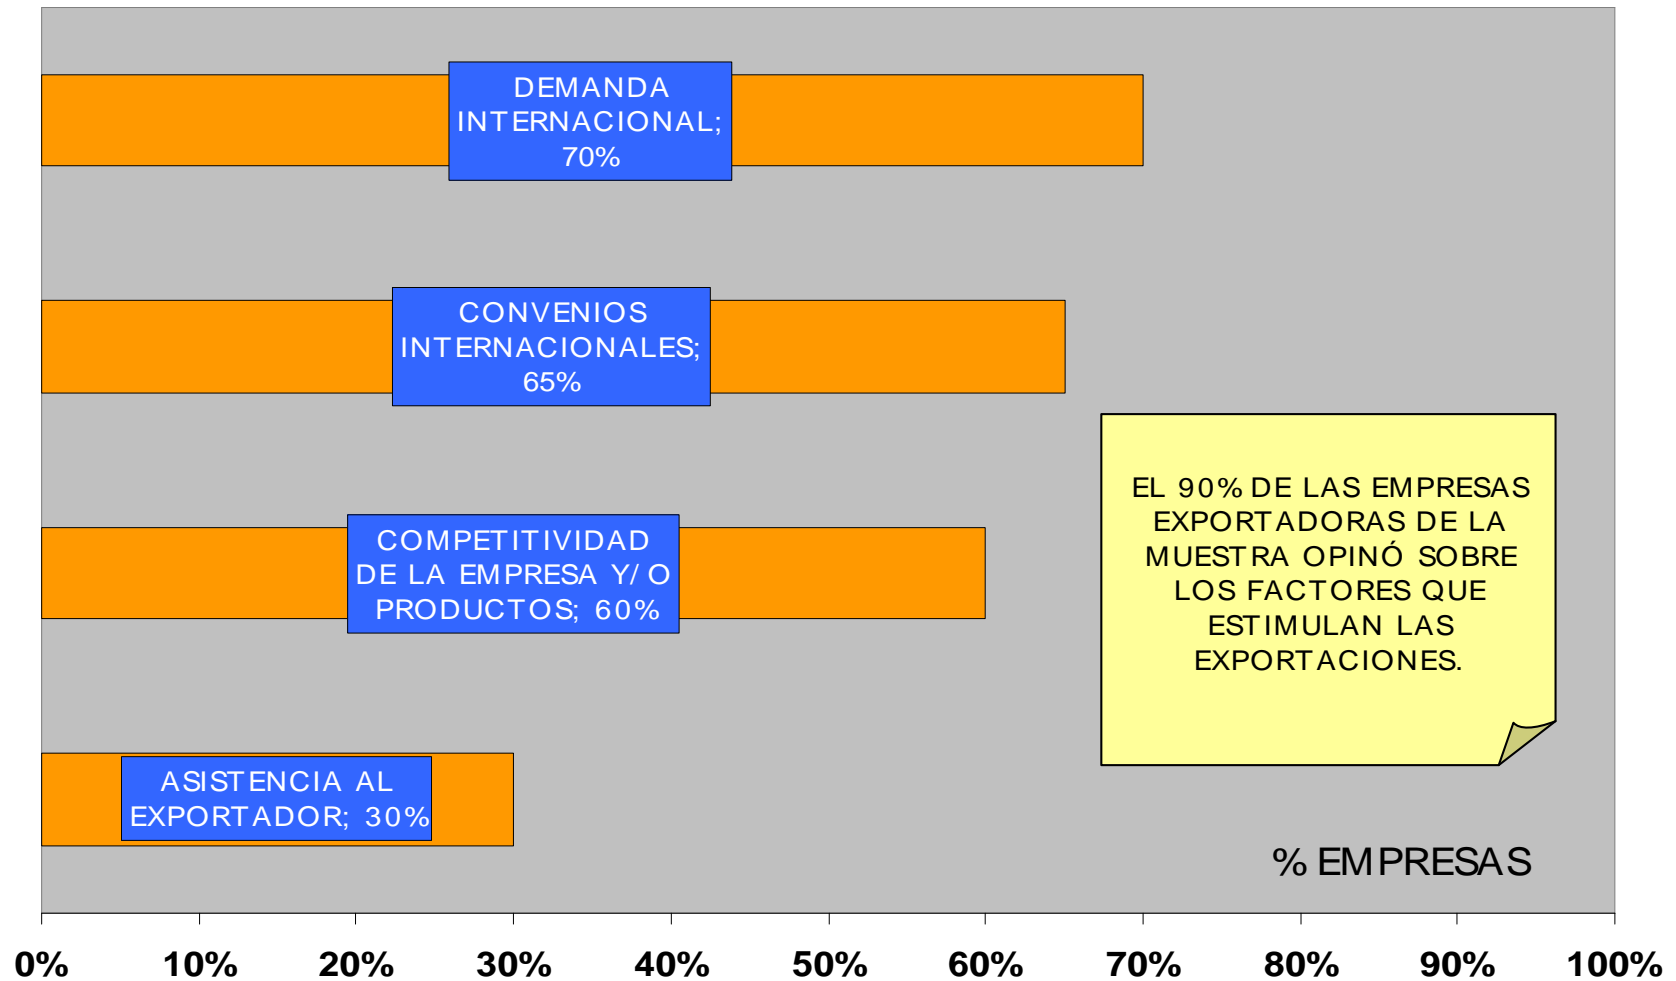 DEMANDA
INTERNACIONAL;
70%
CONVENIOS
INTERNACIONALES;
65%
COMPETITIVIDAD
DE LA EMPRESA Y/O
PRODUCTOS; 60%
EL 90% DE LAS EMPRESAS
EXPORTADORAS DE LA
MUESTRA OPINÓ SOBRE
LOS FACTORES QUE
ESTIMULAN LAS
EXPORTACIONES.
ASISTENCIA AL
EXPORTADOR; 30%
% EMPRESAS
0% 10% 20% 30% 40% 50% 60% 70% 80% 90% 100%